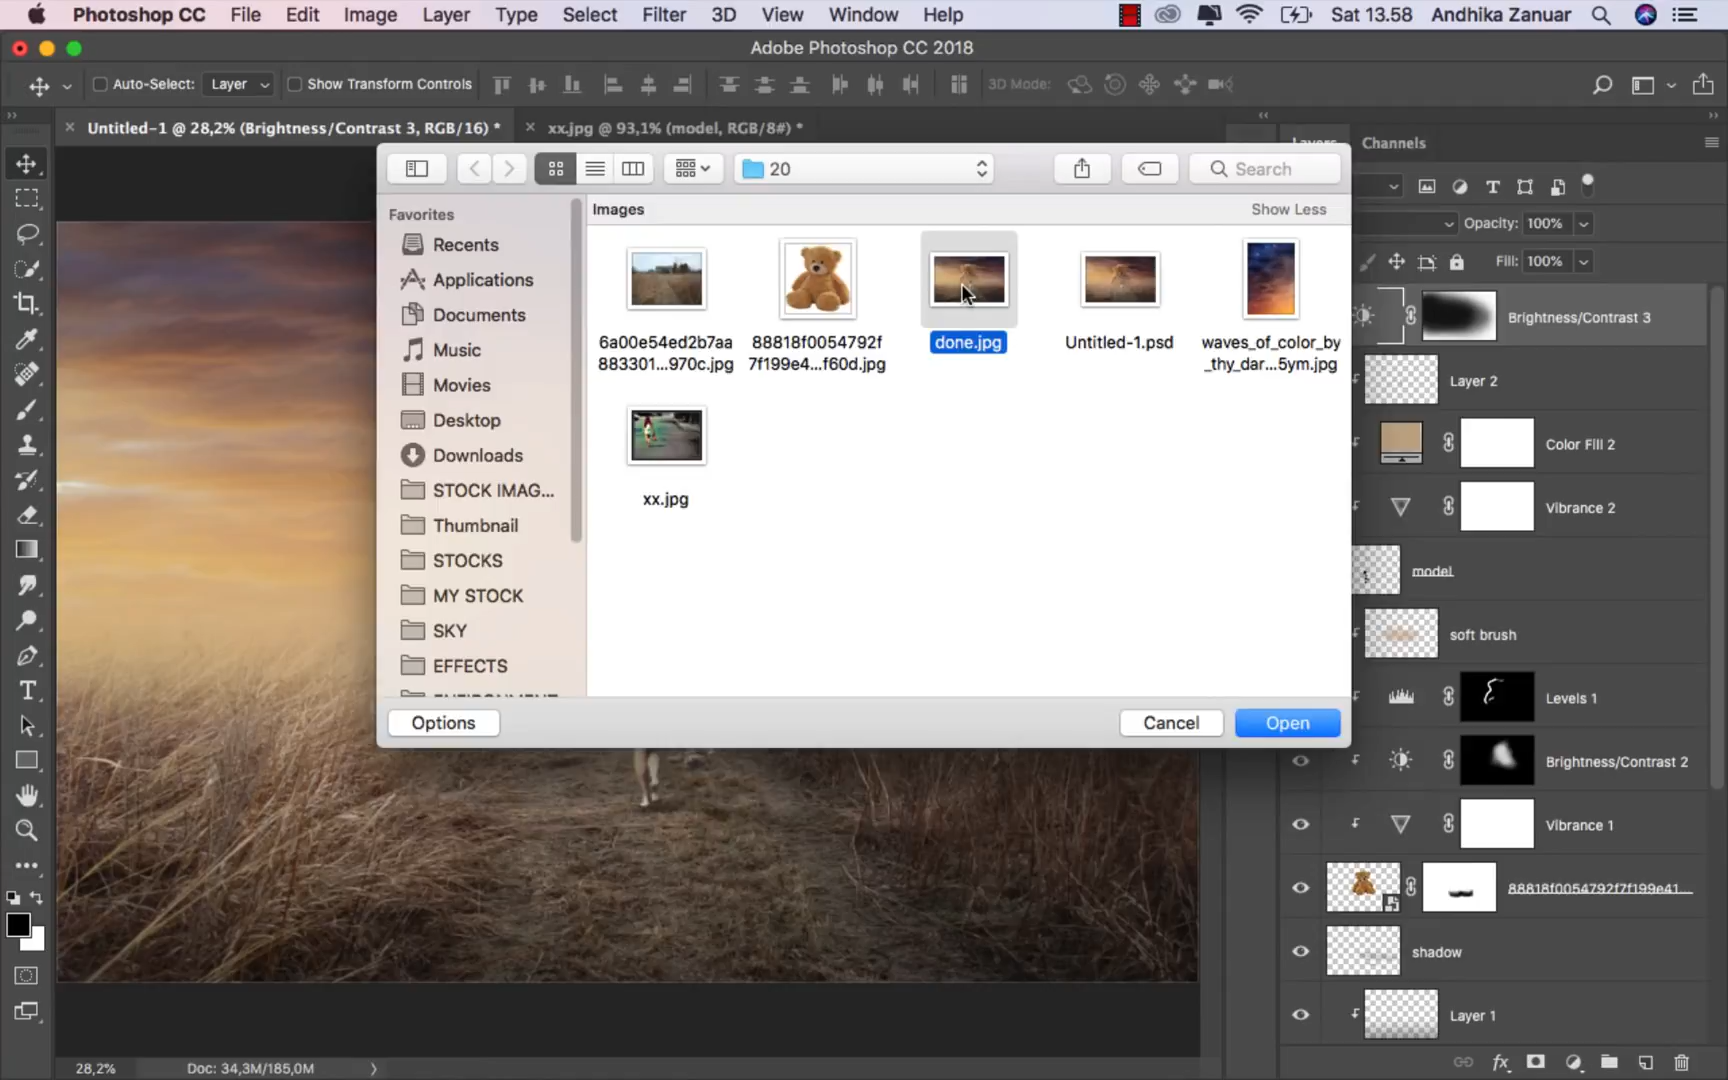 Photoshop CC File Edit Image Layer Type Select Filter 3D View Window Help Sat 13.58 Andhika Zanuar
Adobe Photoshop CC 2018
Auto-Select: Layer Show Transform Controls 3D Mode:
Untitled-1 @ 28,2% (Brightness/Contrast 3, RGB/16) * xx.jpg @ 93,1% (model, RGB/8#) *
Layers Channels
20 Search
Favorites
Recents
Applications
Documents
Music
Movies
Desktop
Downloads
STOCK IMAG...
Thumbnail
STOCKS
MY STOCK
SKY
EFFECTS
Images Show Less
6a00e54ed2b7aa
883301...970c.jpg
88818f0054792f
7f199e4...f60d.jpg
done.jpg
Untitled-1.psd
waves_of_color_by
_thy_dar...5ym.jpg
xx.jpg
Options Cancel Open
Opacity: 100%
Fill: 100%
Brightness/Contrast 3
Layer 2
Color Fill 2
Vibrance 2
model
soft brush
Levels 1
Brightness/Contrast 2
Vibrance 1
88818f0054792f7f199e41...
shadow
Layer 1
fx
28,2% Doc: 34,3M/185,0M